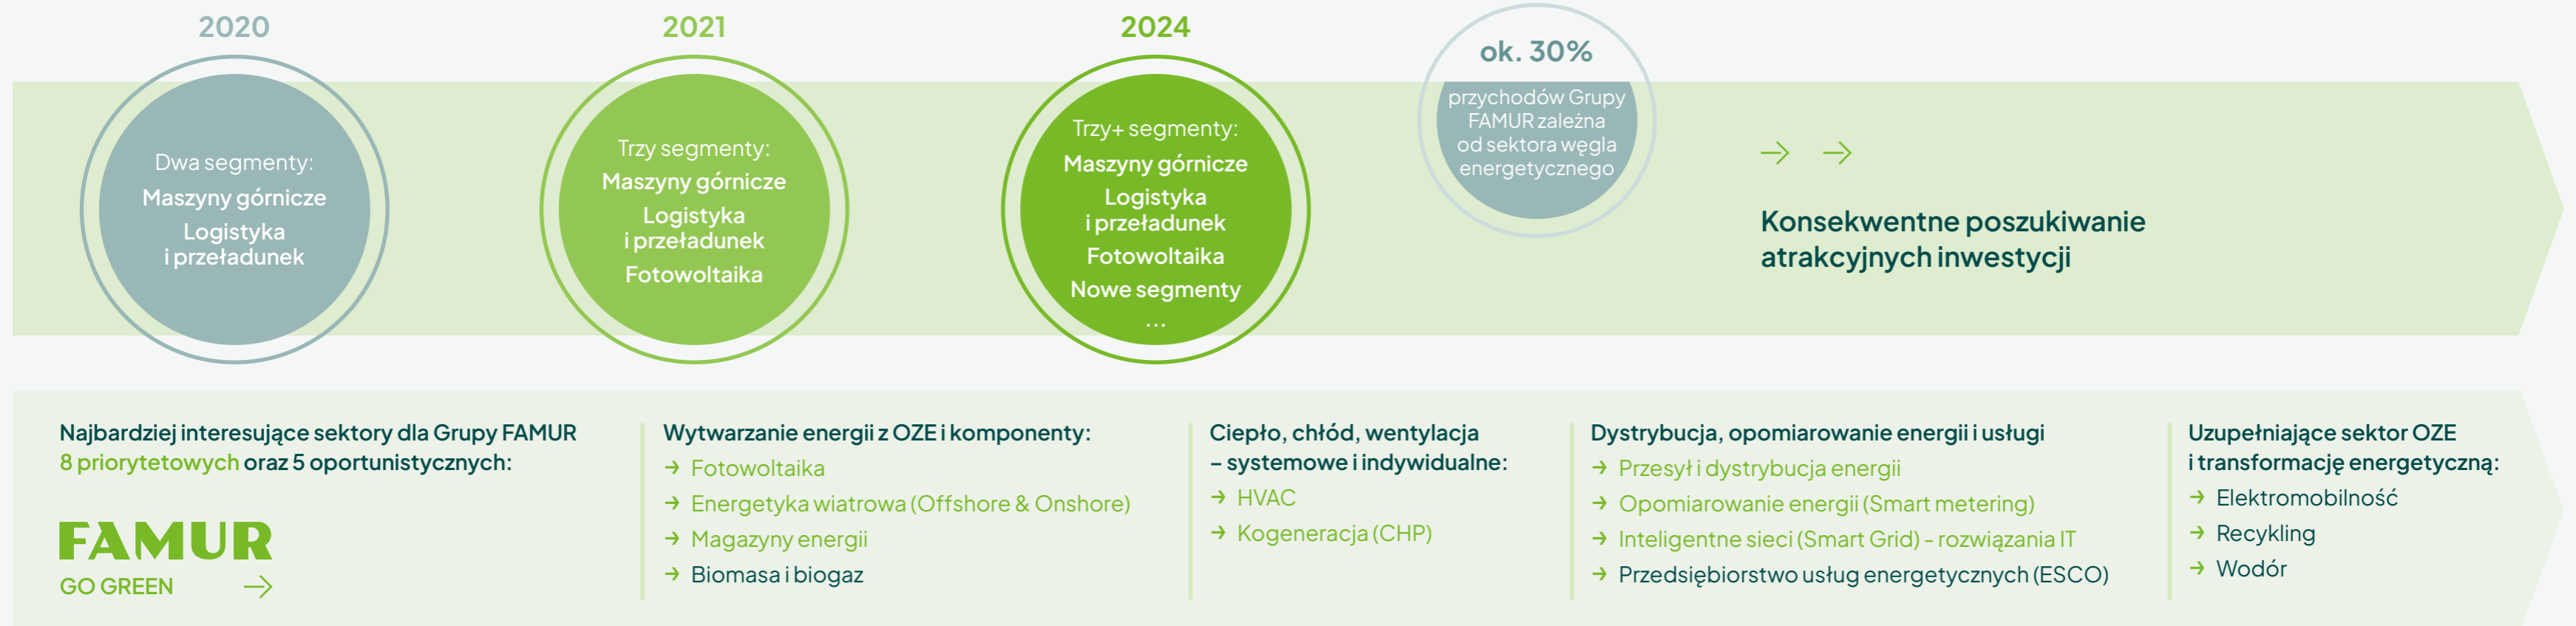 2020
Dwa segmenty:
Maszyny górnicze
Logistyka
i przeładunek
2021
Trzy segmenty:
Maszyny górnicze
Logistyka
i przeładunek
Fotowoltaika
2024
Trzy+ segmenty:
Maszyny górnicze
Logistyka
i przeładunek
Fotowoltaika
Nowe segmenty
...
ok. 30%
przychodów Grupy
FAMUR zależna
od sektora węgla
energetycznego
Konsekwentne poszukiwanie
atrakcyjnych inwestycji
Najbardziej interesujące sektory dla Grupy FAMUR
8 priorytetowych oraz 5 oportunistycznych:
FAMUR
GO GREEN
Wytwarzanie energii z OZE i komponenty:
Fotowoltaika
Energetyka wiatrowa (Offshore & Onshore)
Magazyny energii
Biomasa i biogaz
Ciepło, chłód, wentylacja
– systemowe i indywidualne:
HVAC
Kogeneracja (CHP)
Dystrybucja, opomiarowanie energii i usługi
Przesył i dystrybucja energii
Opomiarowanie energii (Smart metering)
Inteligentne sieci (Smart Grid) - rozwiązania IT
Przedsiębiorstwo usług energetycznych (ESCO)
Uzupełniające sektor OZE
i transformację energetyczną:
Elektromobilność
Recykling
Wodór